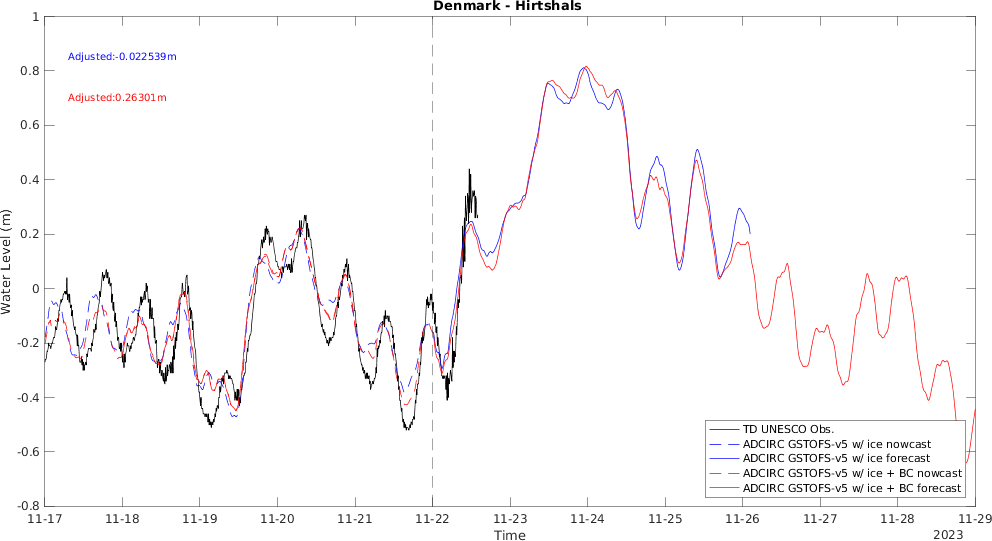 Denmark - Hirtshals
Adjusted:-0.022539m
Adjusted:0.26301m
Water Level (m)
1
0.8
0.6
0.4
0.2
0
-0.2
-0.4
-0.6
-0.8
TD UNESCO Obs.
ADCIRC GSTOFS-v5 w/ ice nowcast
ADCIRC GSTOFS-v5 w/ ice forecast
ADCIRC GSTOFS-v5 w/ ice + BC nowcast
ADCIRC GSTOFS-v5 w/ ice + BC forecast
11-17 11-18 11-19 11-20 11-21 11-22 11-23 11-24 11-25 11-26 11-27 11-28 11-29
Time
2023